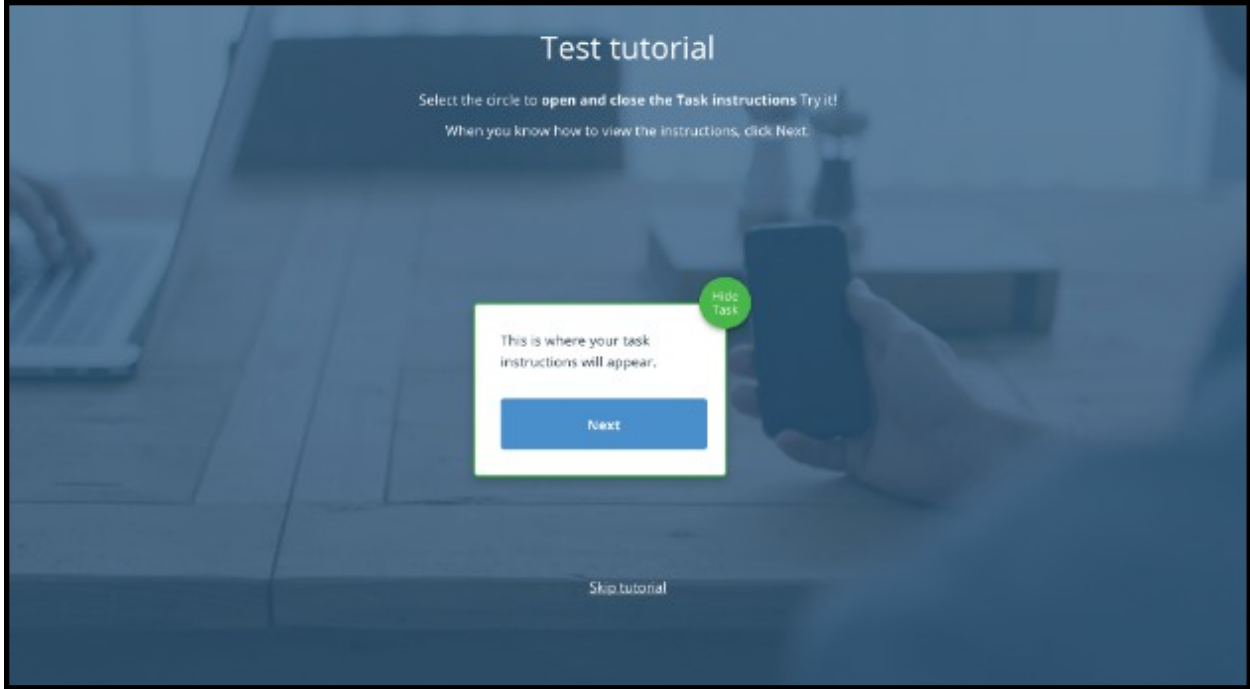 Test tutorial
Select the circle to open and close the Task instructions Try it!
When you know how to view the instructions, click Next.
Hide
Task
This is where your task
instructions will appear.
Next
Skip tutorial